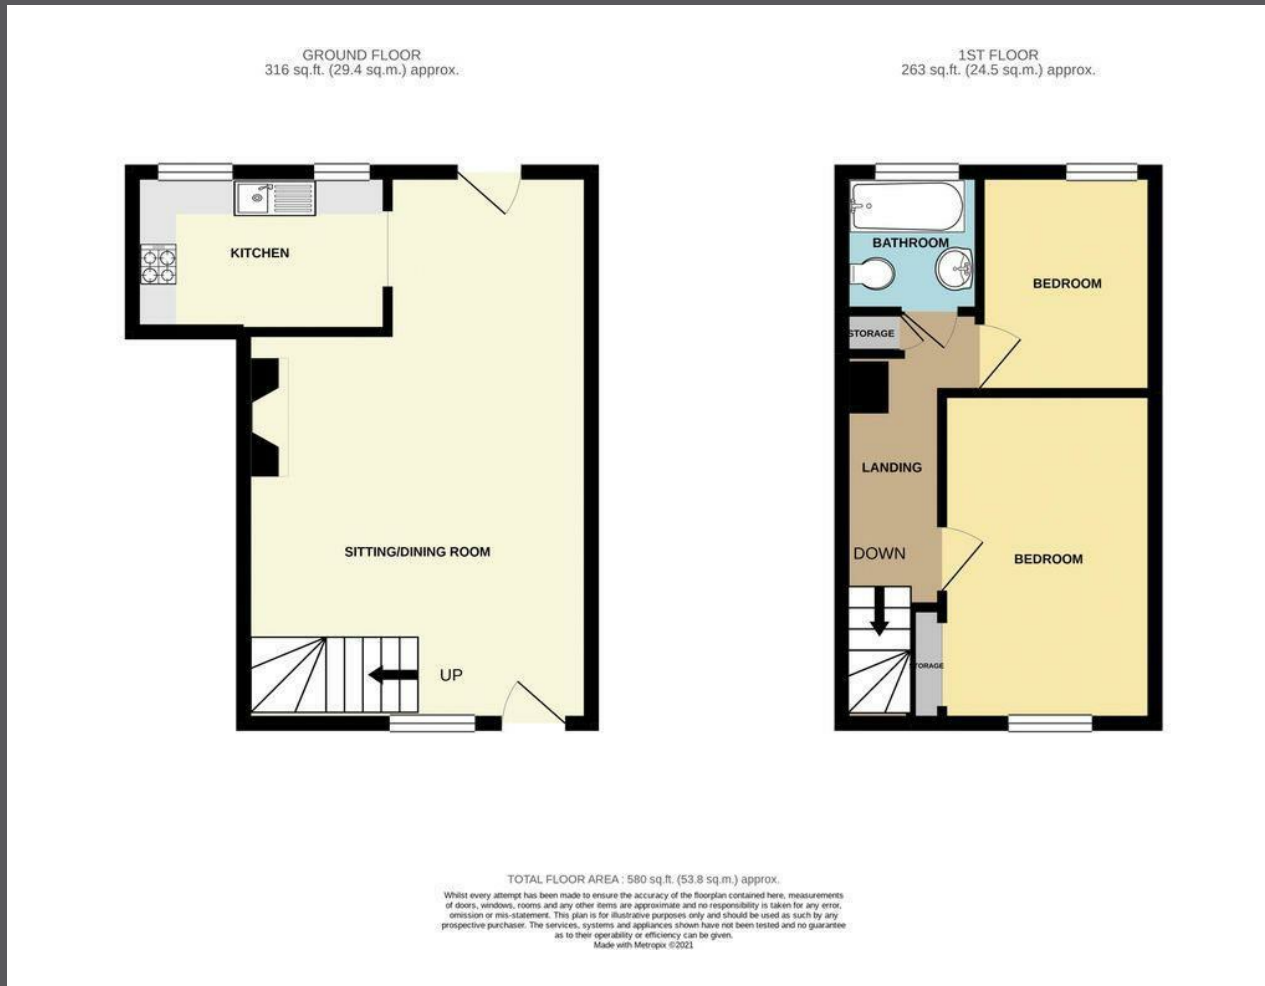 GROUND FLOOR
316 sq.ft. (29.4 sq.m.) approx.
1ST FLOOR
263 sq.ft. (24.5 sq.m.) approx.
KITCHEN
SITTING/DINING ROOM
UP
BATHROOM
BEDROOM
STORAGE
LANDING
DOWN
BEDROOM
STORAGE
TOTAL FLOOR AREA : 580 sq.ft. (53.8 sq.m.) approx.
Whilst every attempt has been made to ensure the accuracy of the floorplan contained here, measurements
of doors, windows, rooms and any other items are approximate and no responsibility is taken for any error,
omission or mis-statement. This plan is for illustrative purposes only and should be used as such by any
prospective purchaser. The services, systems and appliances shown have not been tested and no guarantee
as to their operability or efficiency can be given.
Made with Metropix ©2021